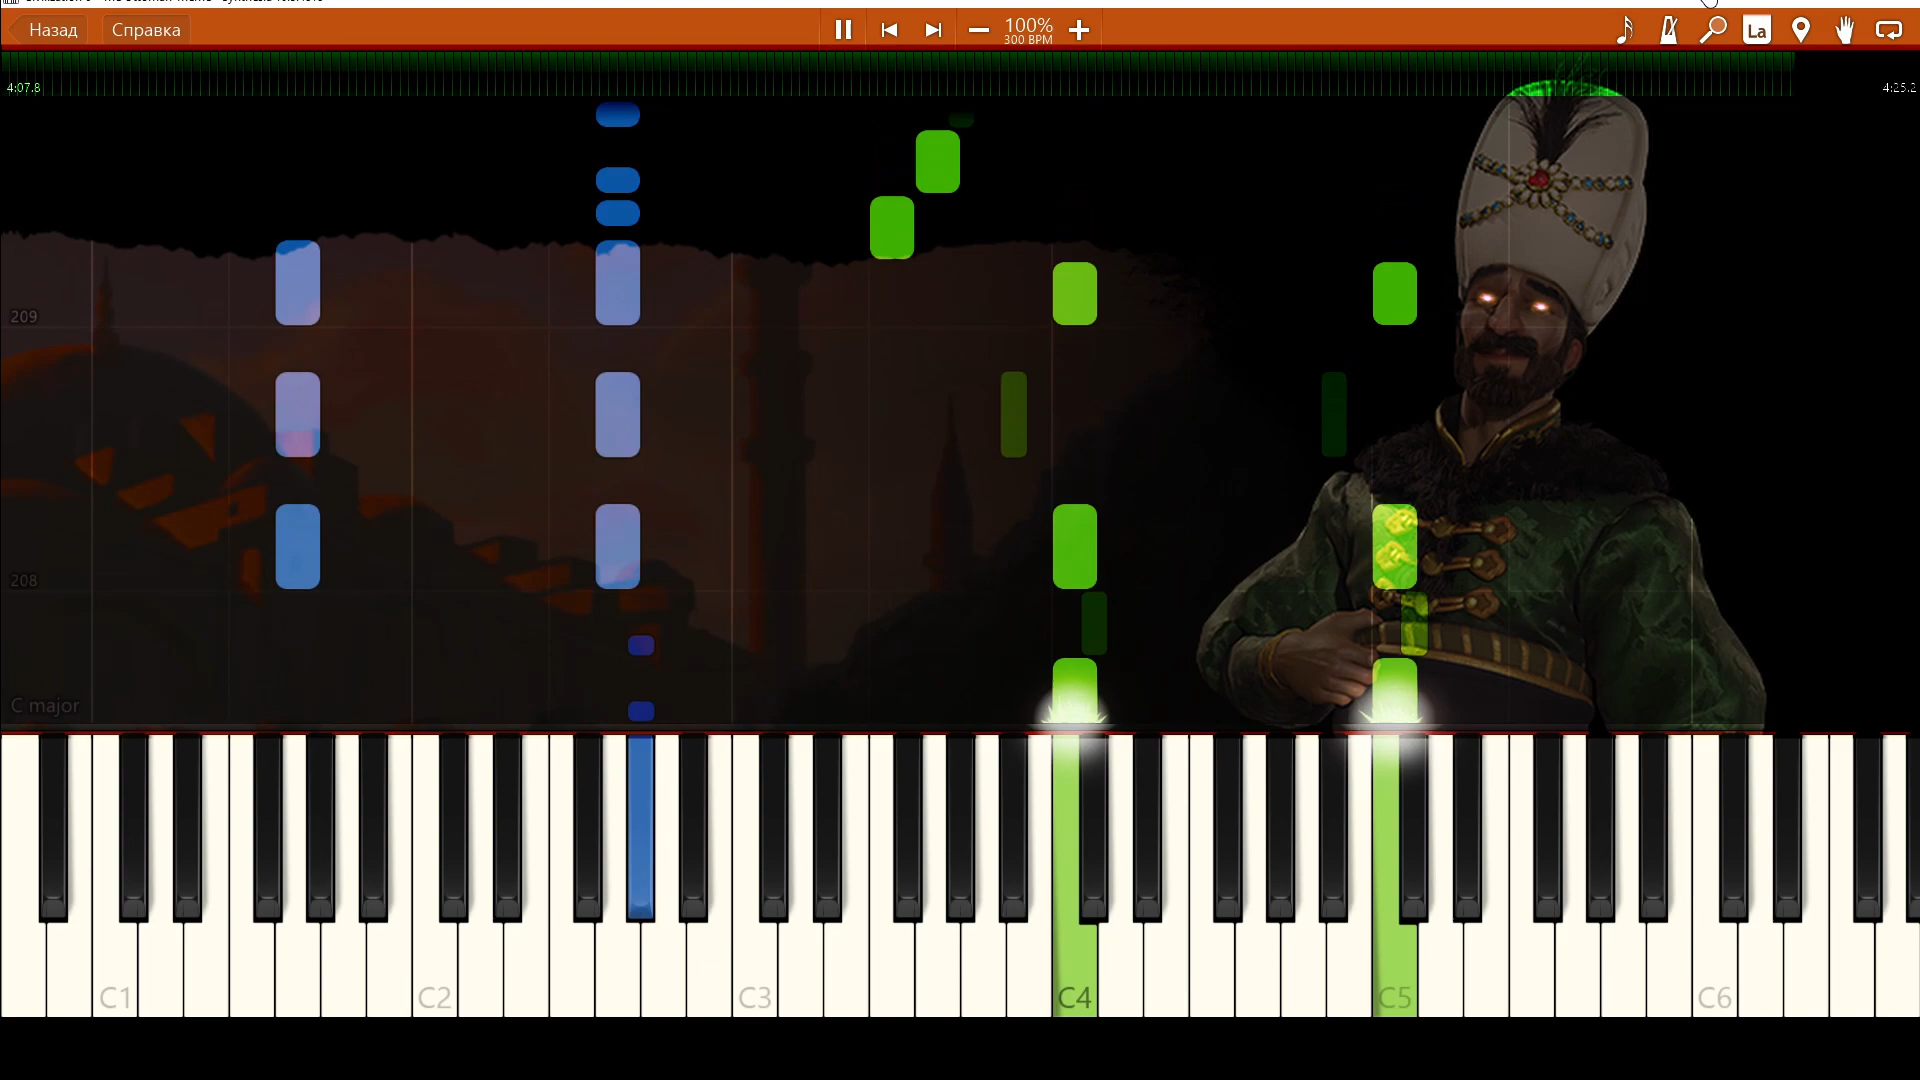 Назад
Справка
100%
300 BPM
La
4:07.8
4:25.2
209
208
C major
C1
C2
C3
C4
C5
C6